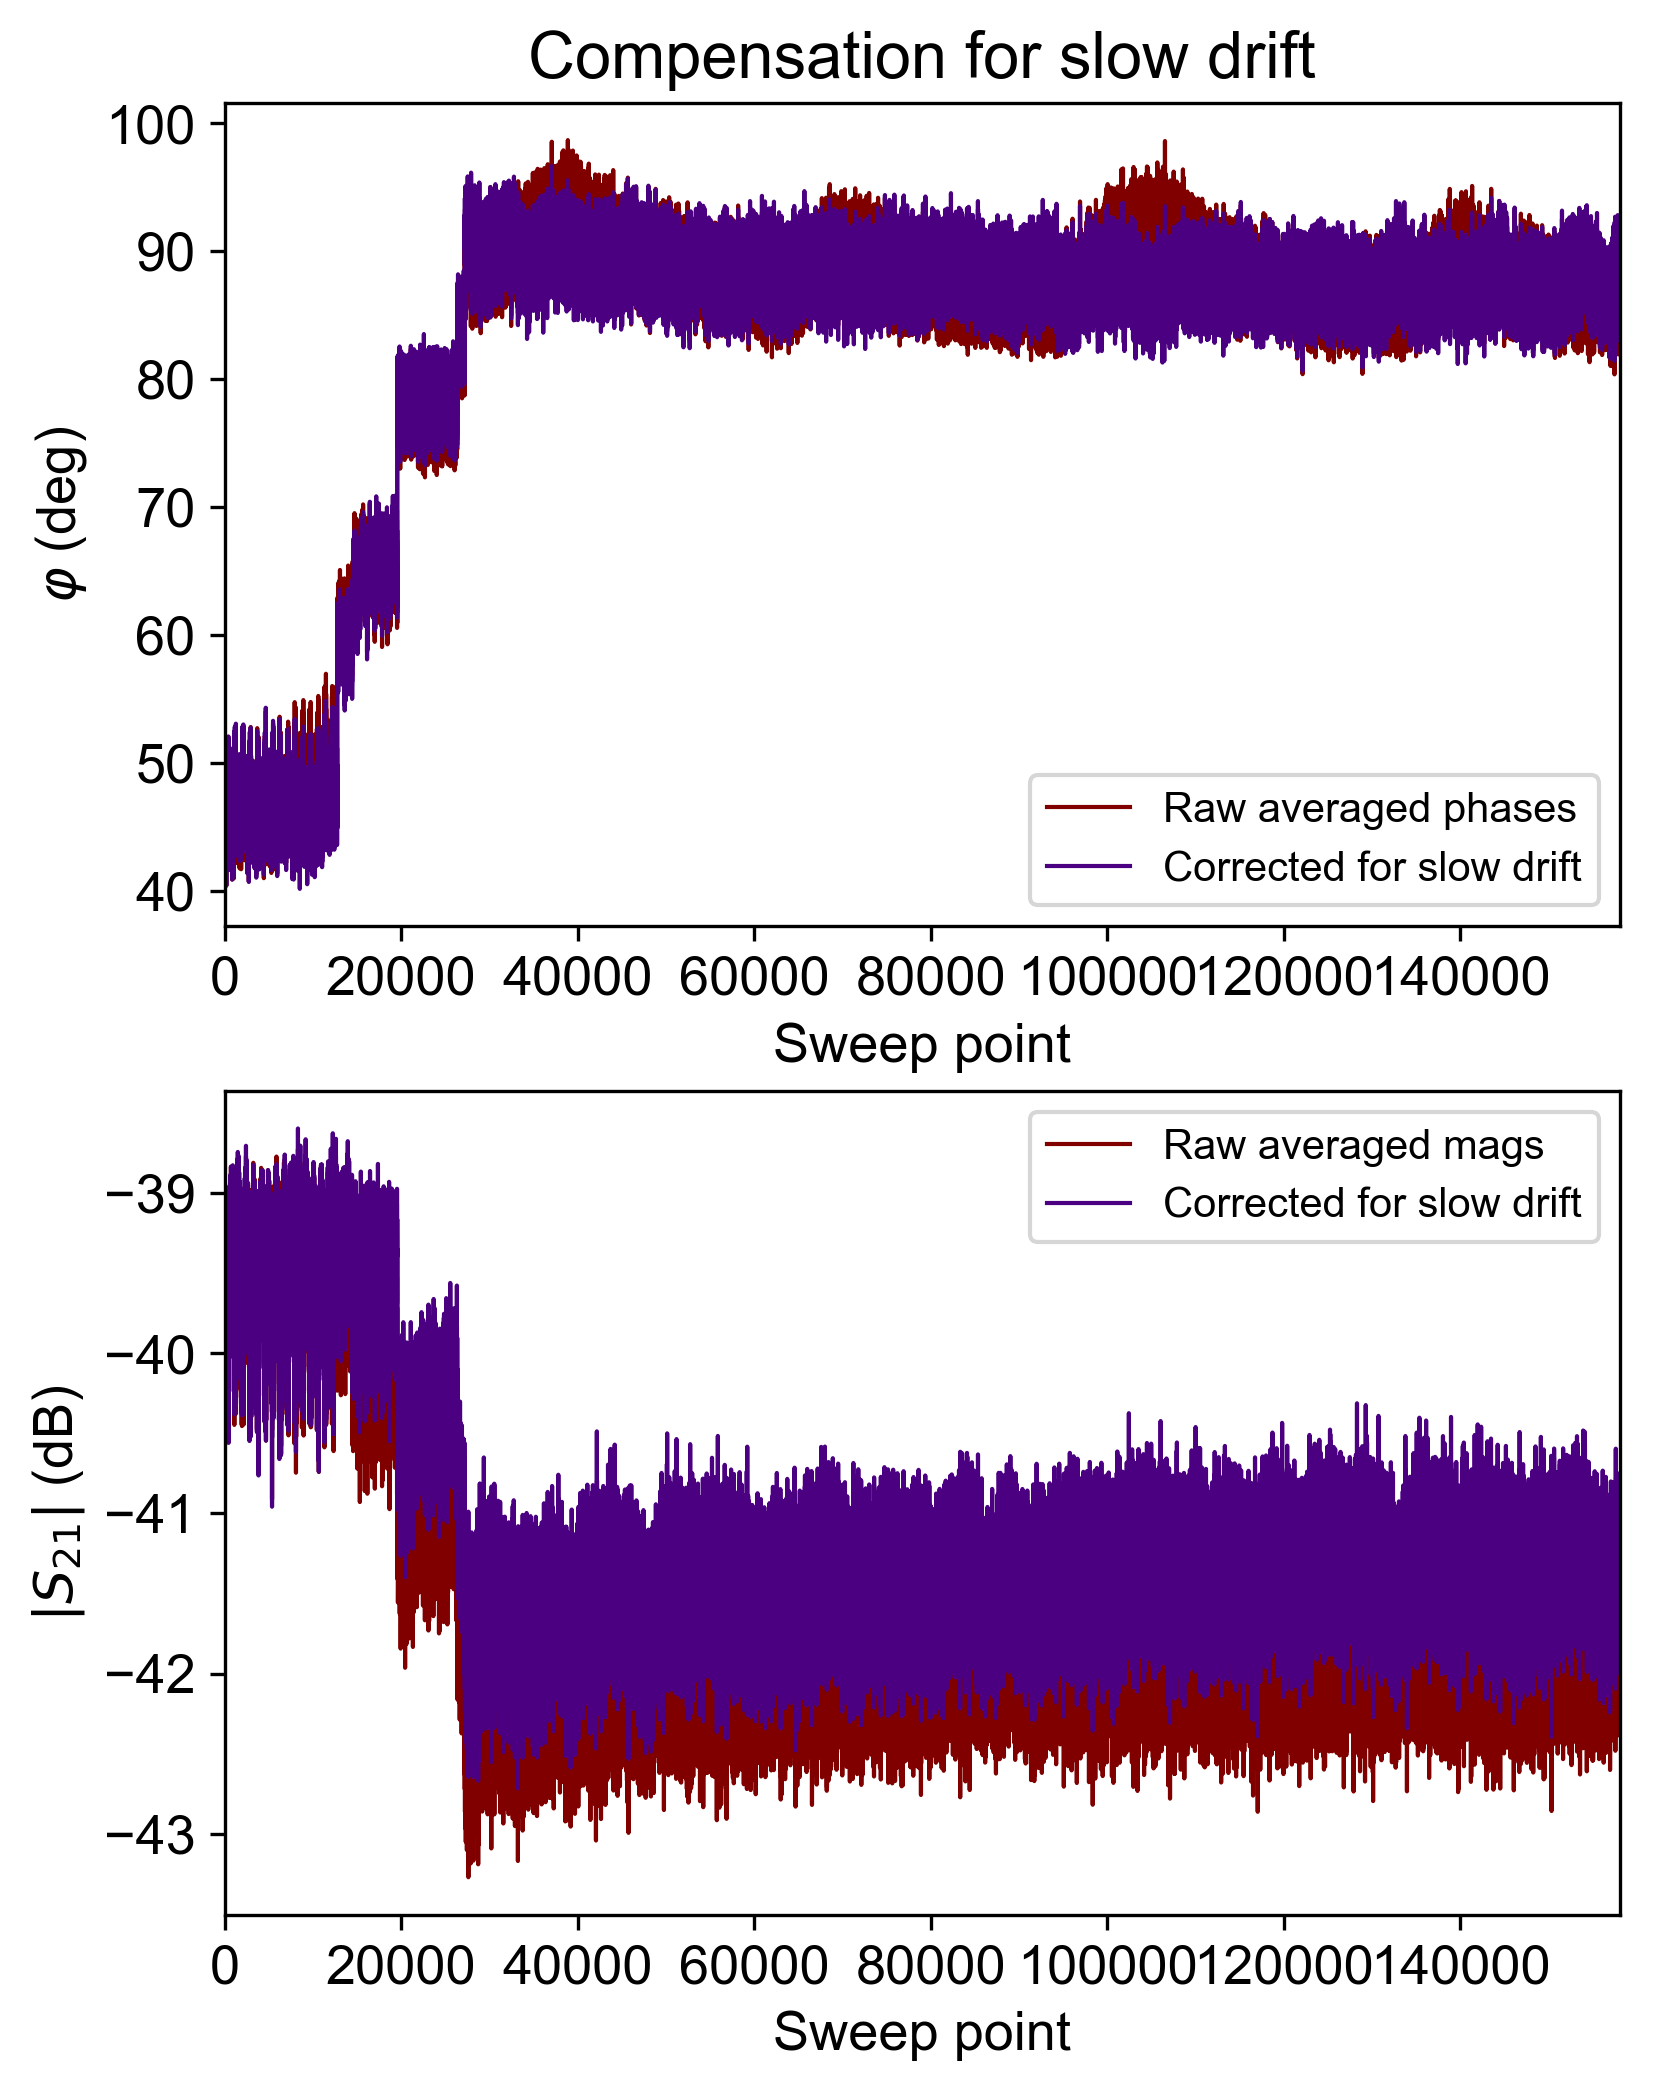 Compensation for slow drift
100
90
80
70
60
50
40
φ (deg)
Raw averaged phases
Corrected for slow drift
0 20000 40000 60000 80000 100000 120000 140000
Sweep point
Raw averaged mags
Corrected for slow drift
−39
−40
−41
−42
−43
|S₂₁| (dB)
0 20000 40000 60000 80000 100000 120000 140000
Sweep point